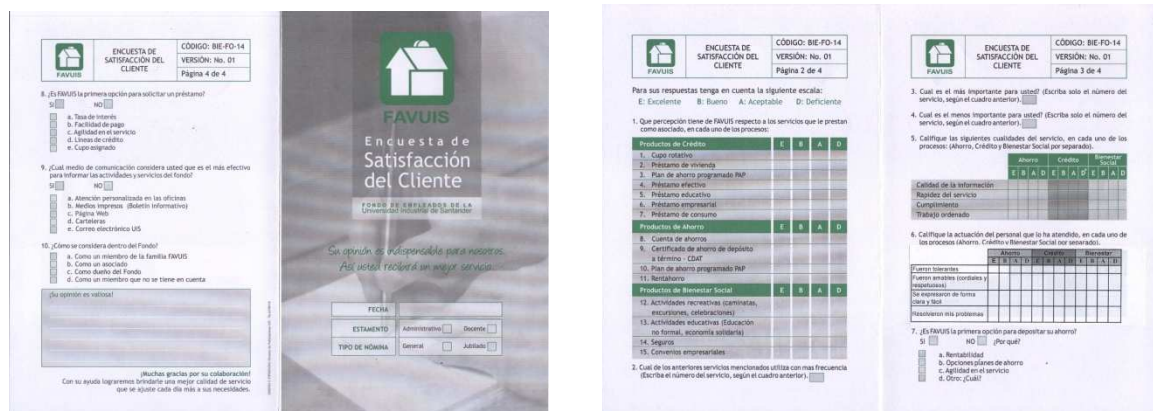 FAVUIS
ENCUESTA DE
SATISFACCIÓN DEL
CLIENTE
CÓDIGO: BIE-FO-14
VERSIÓN: No. 01
Página 4 de 4
8. ¿Es FAVUIS la primera opción para solicitar un préstamo?
SI NO
a. Tasa de interés
b. Facilidad de pago
c. Agilidad en el servicio
d. Líneas de crédito
e. Cupo asignado
9. ¿Cual medio de comunicación considera usted que es el más efectivo
para informar las actividades y servicios del fondo?
SI NO
a. Atención personalizada en las oficinas
b. Medios impresos (Boletín informativo)
c. Página Web
d. Carteleras
e. Correo electrónico UIS
10. ¿Cómo se considera dentro del Fondo?
a. Como un miembro de la familia FAVUIS
b. Como un asociado
c. Como dueño del Fondo
d. Como un miembro que no se tiene en cuenta
¡Su opinión es valiosa!
¡Muchas gracias por su colaboración!
Con su ayuda lograremos brindarle una mejor calidad de servicio
que se ajuste cada día más a sus necesidades.
FAVUIS
Encuesta de
Satisfacción
del Cliente
FONDO DE EMPLEADOS DE LA
Universidad Industrial de Santander
Su opinión es indispensable para nosotros.
Así usted recibirá un mejor servicio.
FECHA
ESTAMENTO Administrativo Docente
TIPO DE NÓMINA General Jubilado
FAVUIS
ENCUESTA DE
SATISFACCIÓN DEL
CLIENTE
CÓDIGO: BIE-FO-14
VERSIÓN: No. 01
Página 2 de 4
Para sus respuestas tenga en cuenta la siguiente escala:
E: Excelente B: Bueno A: Aceptable D: Deficiente
1. Que percepción tiene de FAVUIS respecto a los servicios que le prestan
como asociado, en cada uno de los procesos:
Productos de Crédito E B A D
1. Cupo rotativo
2. Préstamo de vivienda
3. Plan de ahorro programado PAP
4. Préstamo efectivo
5. Préstamo educativo
6. Préstamo empresarial
7. Préstamo de consumo
Productos de Ahorro E B A D
8. Cuenta de ahorros
9. Certificado de ahorro de depósito
a término - CDAT
10. Plan de ahorro programado PAP
11. Rentahorro
Productos de Bienestar Social E B A D
12. Actividades recreativas (caminatas,
excursiones, celebraciones)
13. Actividades educativas (Educación
no formal, economía solidaria)
14. Seguros
15. Convenios empresariales
2. Cual de los anteriores servicios mencionados utiliza con mas frecuencia
(Escriba el número del servicio, según el cuadro anterior).
FAVUIS
ENCUESTA DE
SATISFACCIÓN DEL
CLIENTE
CÓDIGO: BIE-FO-14
VERSIÓN: No. 01
Página 3 de 4
3. Cual es el más importante para usted? (Escriba solo el número del
servicio, según el cuadro anterior).
4. Cual es el menos importante para usted? (Escriba solo el número del
servicio, según el cuadro anterior).
5. Califique las siguientes cualidades del servicio, en cada uno de los
procesos: (Ahorro, Crédito y Bienestar Social por separado).
Ahorro Crédito Bienestar Social
E B A D E B A D E B A D
Calidad de la información
Rapidez del servicio
Cumplimiento
Trabajo ordenado
6. Califique la actuación del personal que lo ha atendido, en cada uno de
los procesos (Ahorro, Crédito y Bienestar Social por separado).
Ahorro Crédito Bienestar
E B A D E B A D E B A D
Fueron tolerantes
Fueron amables (cordiales y
respetuosos)
Se expresaron de forma
clara y fácil
Resolvieron mis problemas
7. ¿Es FAVUIS la primera opción para depositar su ahorro?
SI NO ¿Por qué?
a. Rentabilidad
b. Opciones planes de ahorro
c. Agilidad en el servicio
d. Otro: ¿Cuál?